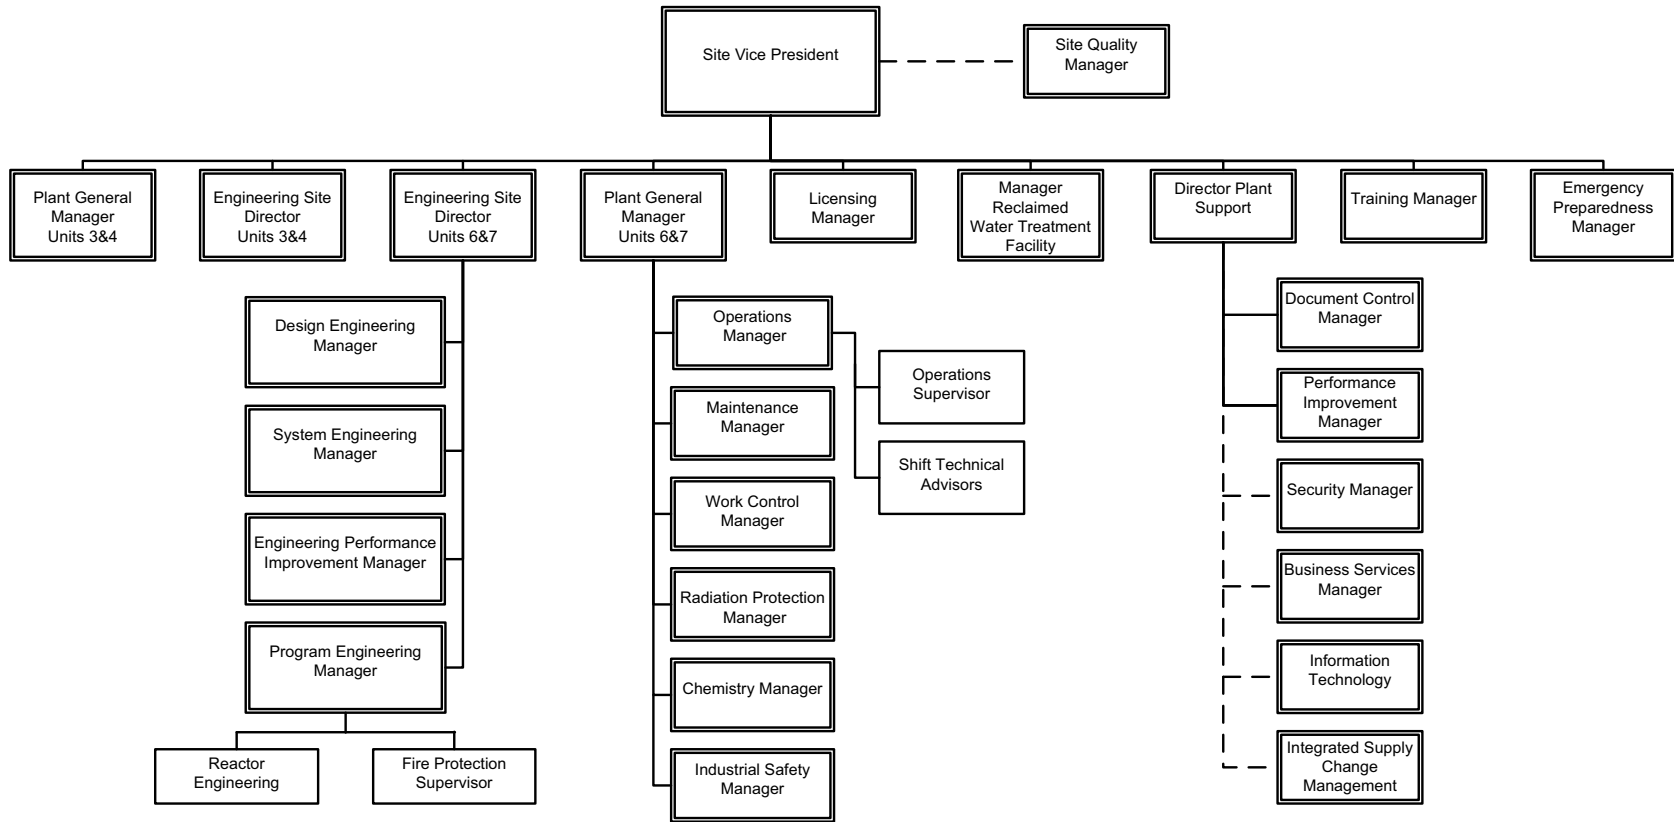 Site Vice President
Site Quality
Manager
Plant General
Manager
Units 3&4
Engineering Site
Director
Units 3&4
Engineering Site
Director
Units 6&7
Plant General
Manager
Units 6&7
Licensing
Manager
Manager
Reclaimed
Water Treatment
Facility
Director Plant
Support
Training Manager
Emergency
Preparedness
Manager
Design Engineering
Manager
System Engineering
Manager
Engineering Performance
Improvement Manager
Program Engineering
Manager
Reactor
Engineering
Fire Protection
Supervisor
Operations
Manager
Maintenance
Manager
Work Control
Manager
Radiation Protection
Manager
Chemistry Manager
Industrial Safety
Manager
Operations
Supervisor
Shift Technical
Advisors
Document Control
Manager
Performance
Improvement
Manager
Security Manager
Business Services
Manager
Information
Technology
Integrated Supply
Change
Management